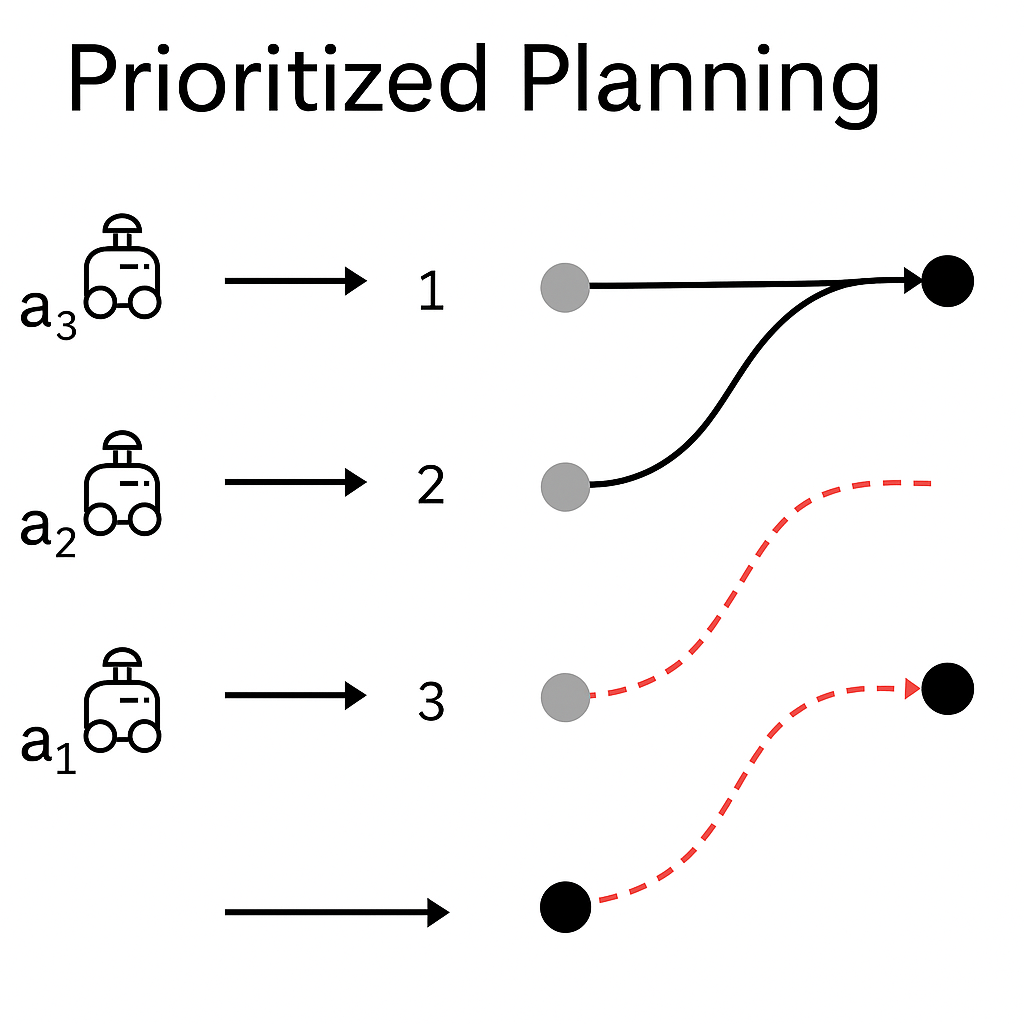 Prioritized Planning
a3 1
a2 2
a1 3